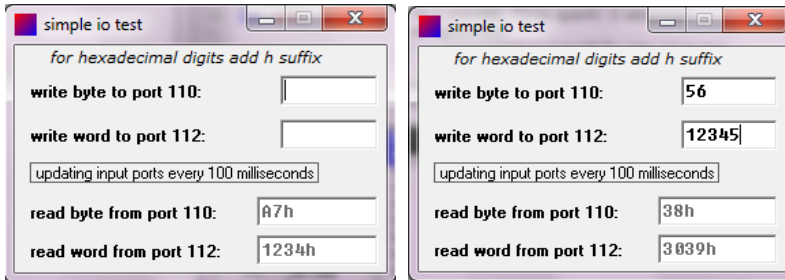 simple io test
for hexadecimal digits add h suffix
write byte to port 110:
write word to port 112:
updating input ports every 100 milliseconds
read byte from port 110: A7h
read word from port 112: 1234h
simple io test
for hexadecimal digits add h suffix
write byte to port 110: 56
write word to port 112: 12345
updating input ports every 100 milliseconds
read byte from port 110: 38h
read word from port 112: 3039h